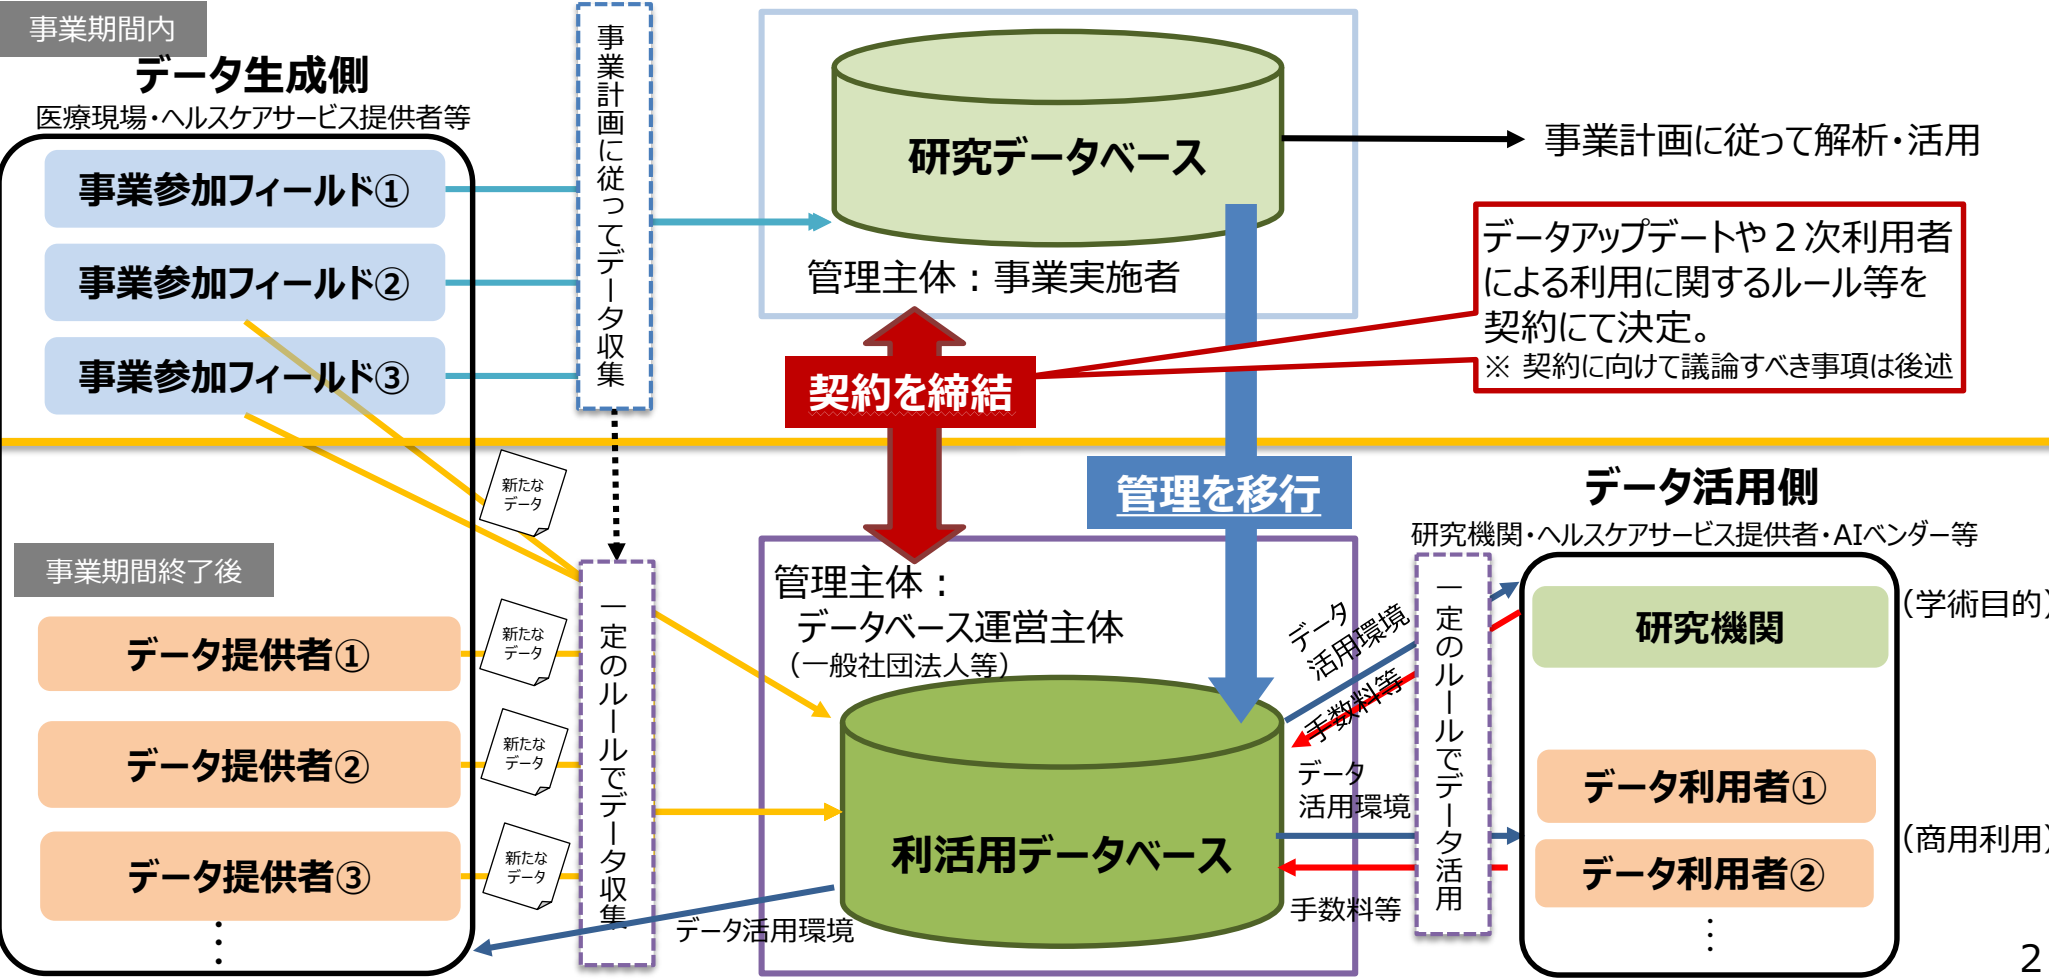 事業期間内
データ生成側
医療現場・ヘルスケアサービス提供者等
事業参加フィールド①
事業参加フィールド②
事業参加フィールド③
事業計画に従ってデータ収集
研究データベース
管理主体：事業実施者
事業計画に従って解析・活用
データアップデートや２次利用者
による利用に関するルール等を
契約にて決定。
※ 契約に向けて議論すべき事項は後述
契約を締結
管理を移行
事業期間終了後
新たな
データ
データ提供者①
新たな
データ
データ提供者②
新たな
データ
データ提供者③
新たな
データ
⋮
一定のルールでデータ収集
管理主体：
データベース運営主体
（一般社団法人等）
利活用データベース
データ活用環境
データ
活用環境
手数料等
データ
活用環境
手数料等
一定のルールでデータ活用
データ活用側
研究機関・ヘルスケアサービス提供者・AIベンダー等
研究機関
（学術目的）
データ利用者①
（商用利用）
データ利用者②
⋮
2